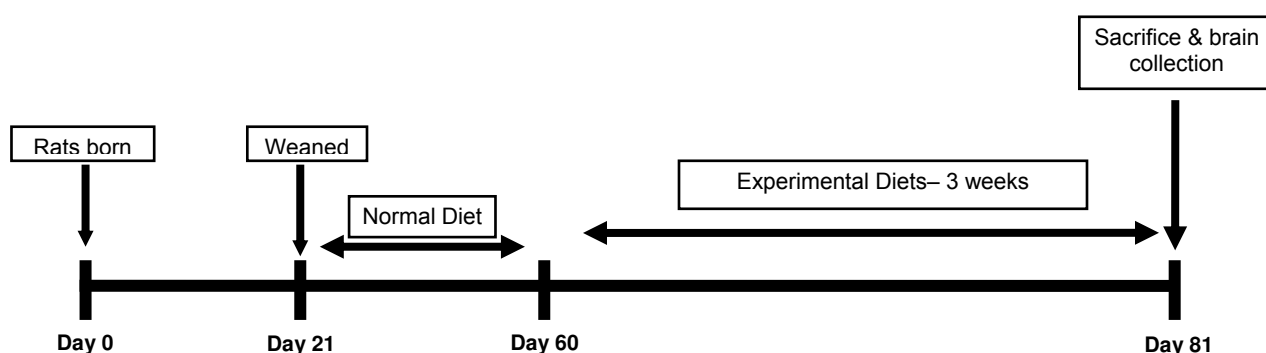 Sacrifice & brain
collection
Rats born
Weaned
Experimental Diets– 3 weeks
Normal Diet
Day 0
Day 21
Day 60
Day 81